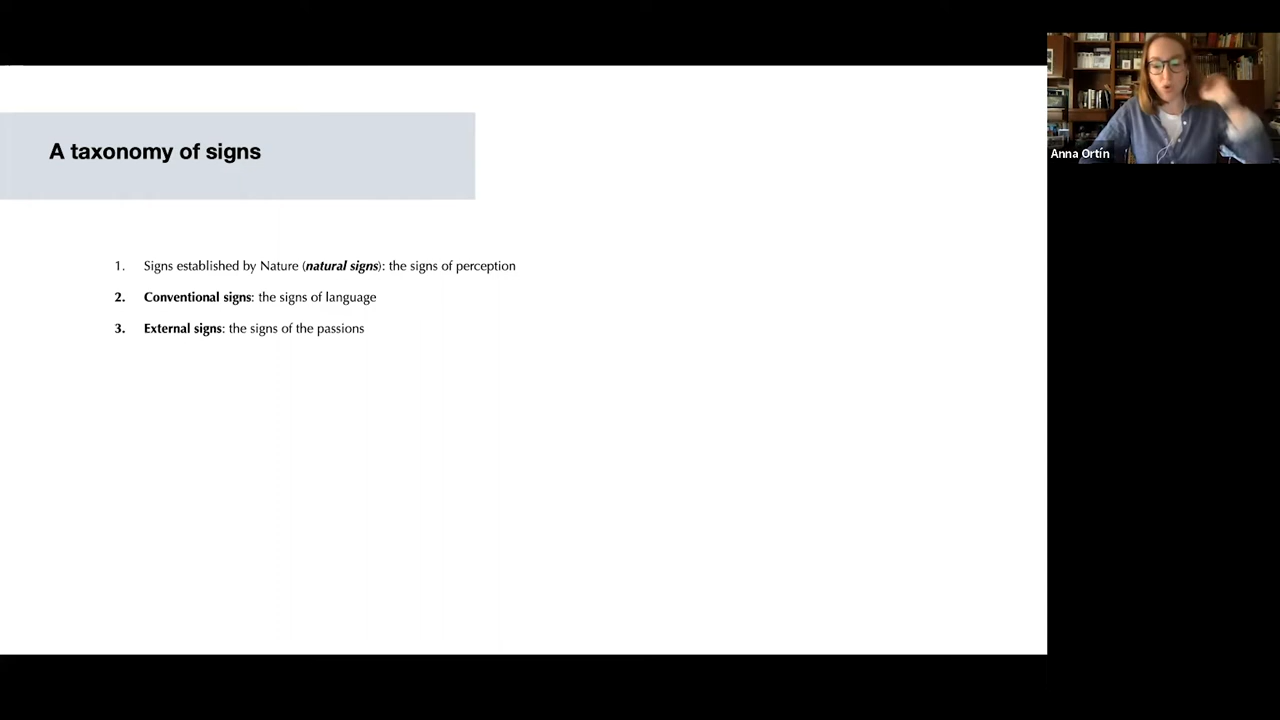 A taxonomy of signs
1. Signs established by Nature (natural signs): the signs of perception
2. Conventional signs: the signs of language
3. External signs: the signs of the passions
Anna Ortín